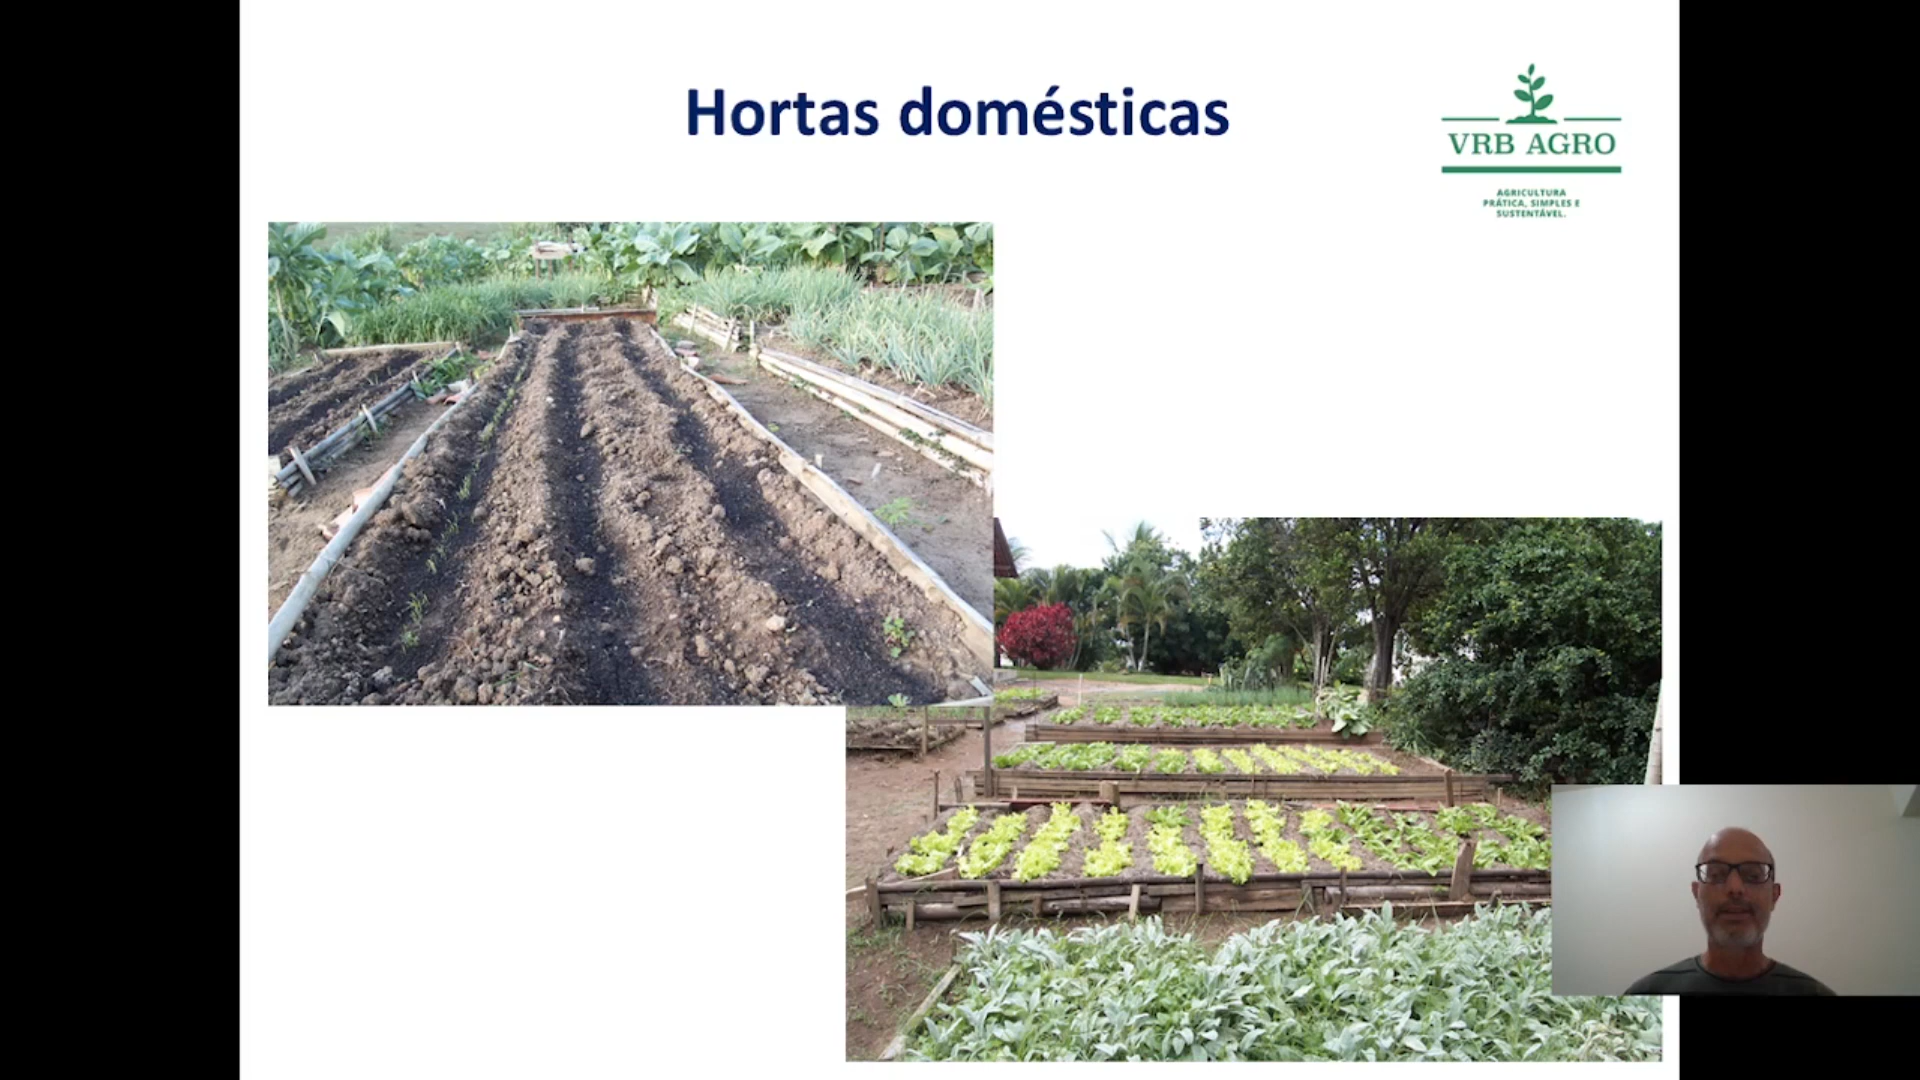 Hortas domésticas
VRB AGRO
AGRICULTURA
PRÁTICA, SIMPLES E
SUSTENTÁVEL.